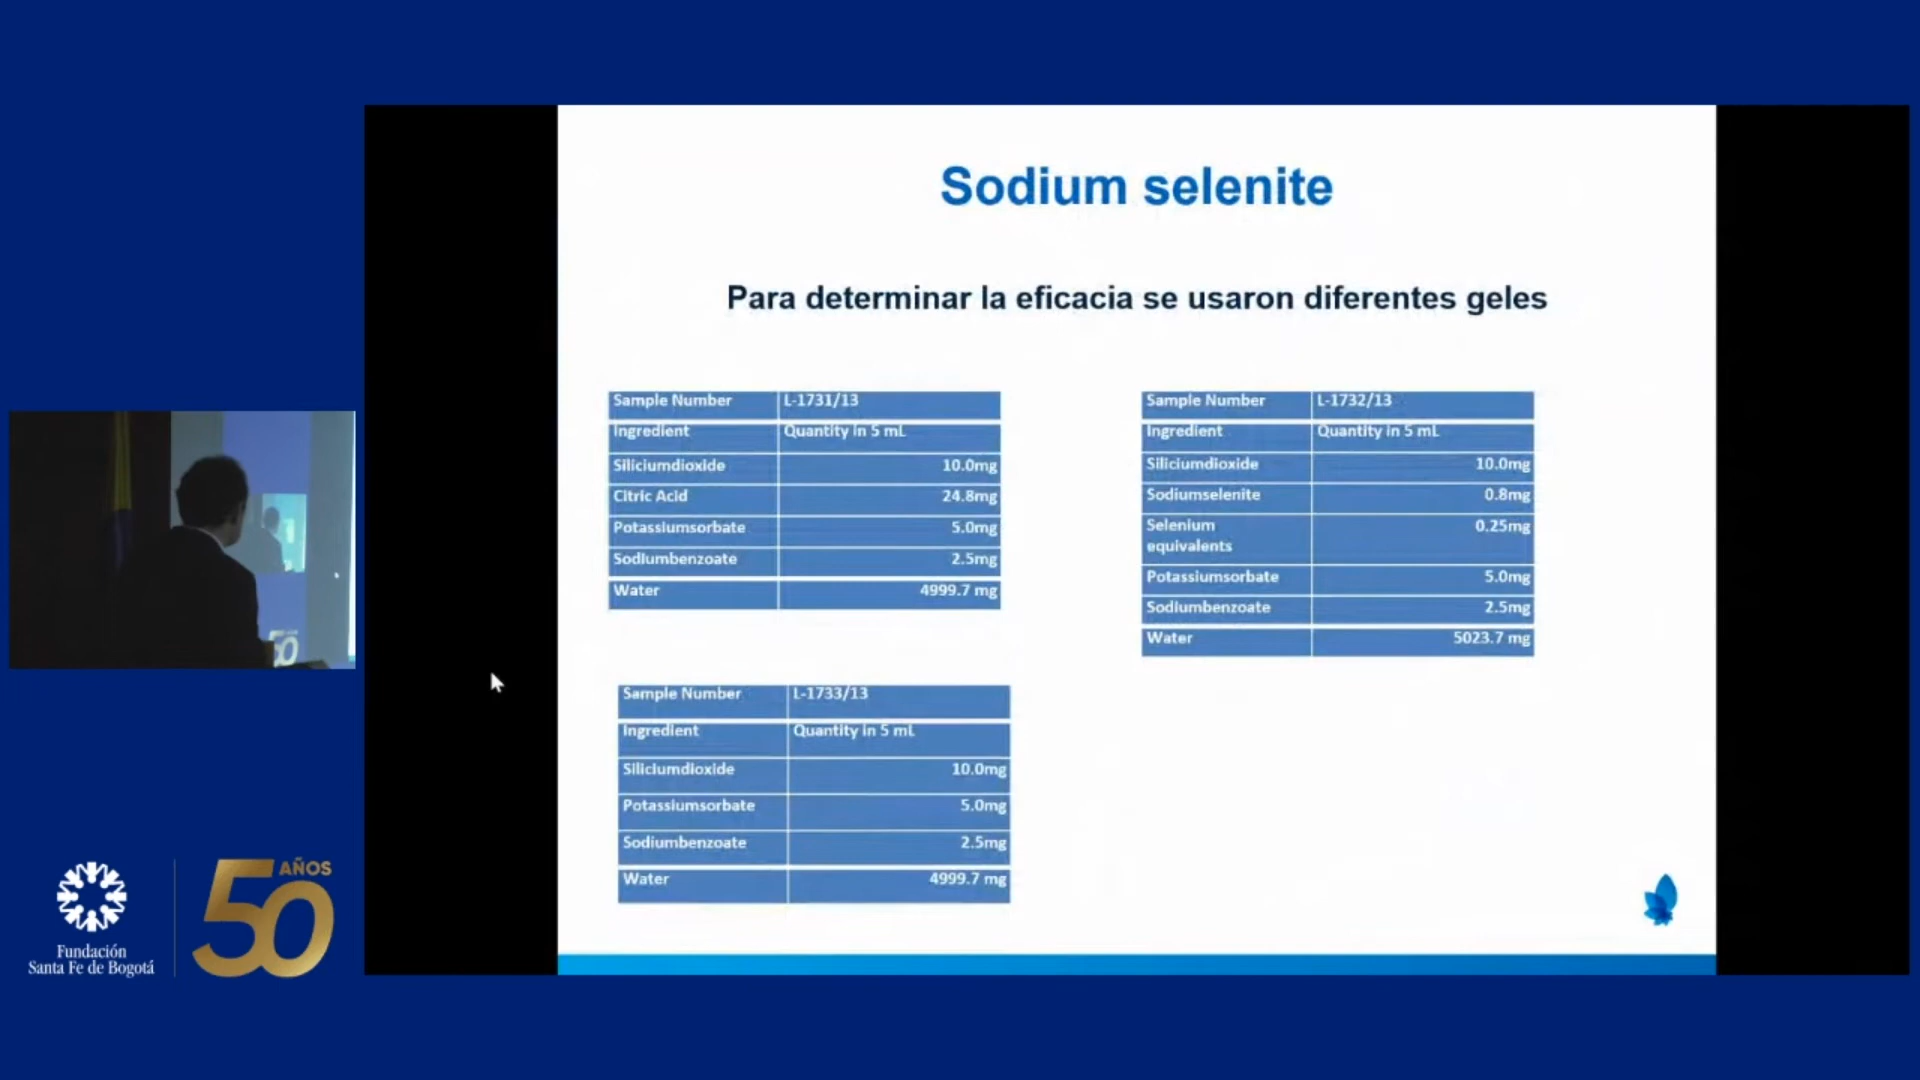 Sodium selenite
Para determinar la eficacia se usaron diferentes geles
Sample Number L-1731/13
Ingredient Quantity in 5 mL
Siliciumdioxide 10.0mg
Citric Acid 24.8mg
Potassiumsorbate 5.0mg
Sodiumbenzoate 2.5mg
Water 4999.7 mg
Sample Number L-1732/13
Ingredient Quantity in 5 mL
Siliciumdioxide 10.0mg
Sodiumselenite 0.8mg
Selenium 0.25mg
equivalents
Potassiumsorbate 5.0mg
Sodiumbenzoate 2.5mg
Water 5023.7 mg
Sample Number L-1733/13
Ingredient Quantity in 5 mL
Siliciumdioxide 10.0mg
Potassiumsorbate 5.0mg
Sodiumbenzoate 2.5mg
Water 4999.7 mg
50
Fundación
Santa Fe de Bogotá
50 AÑOS